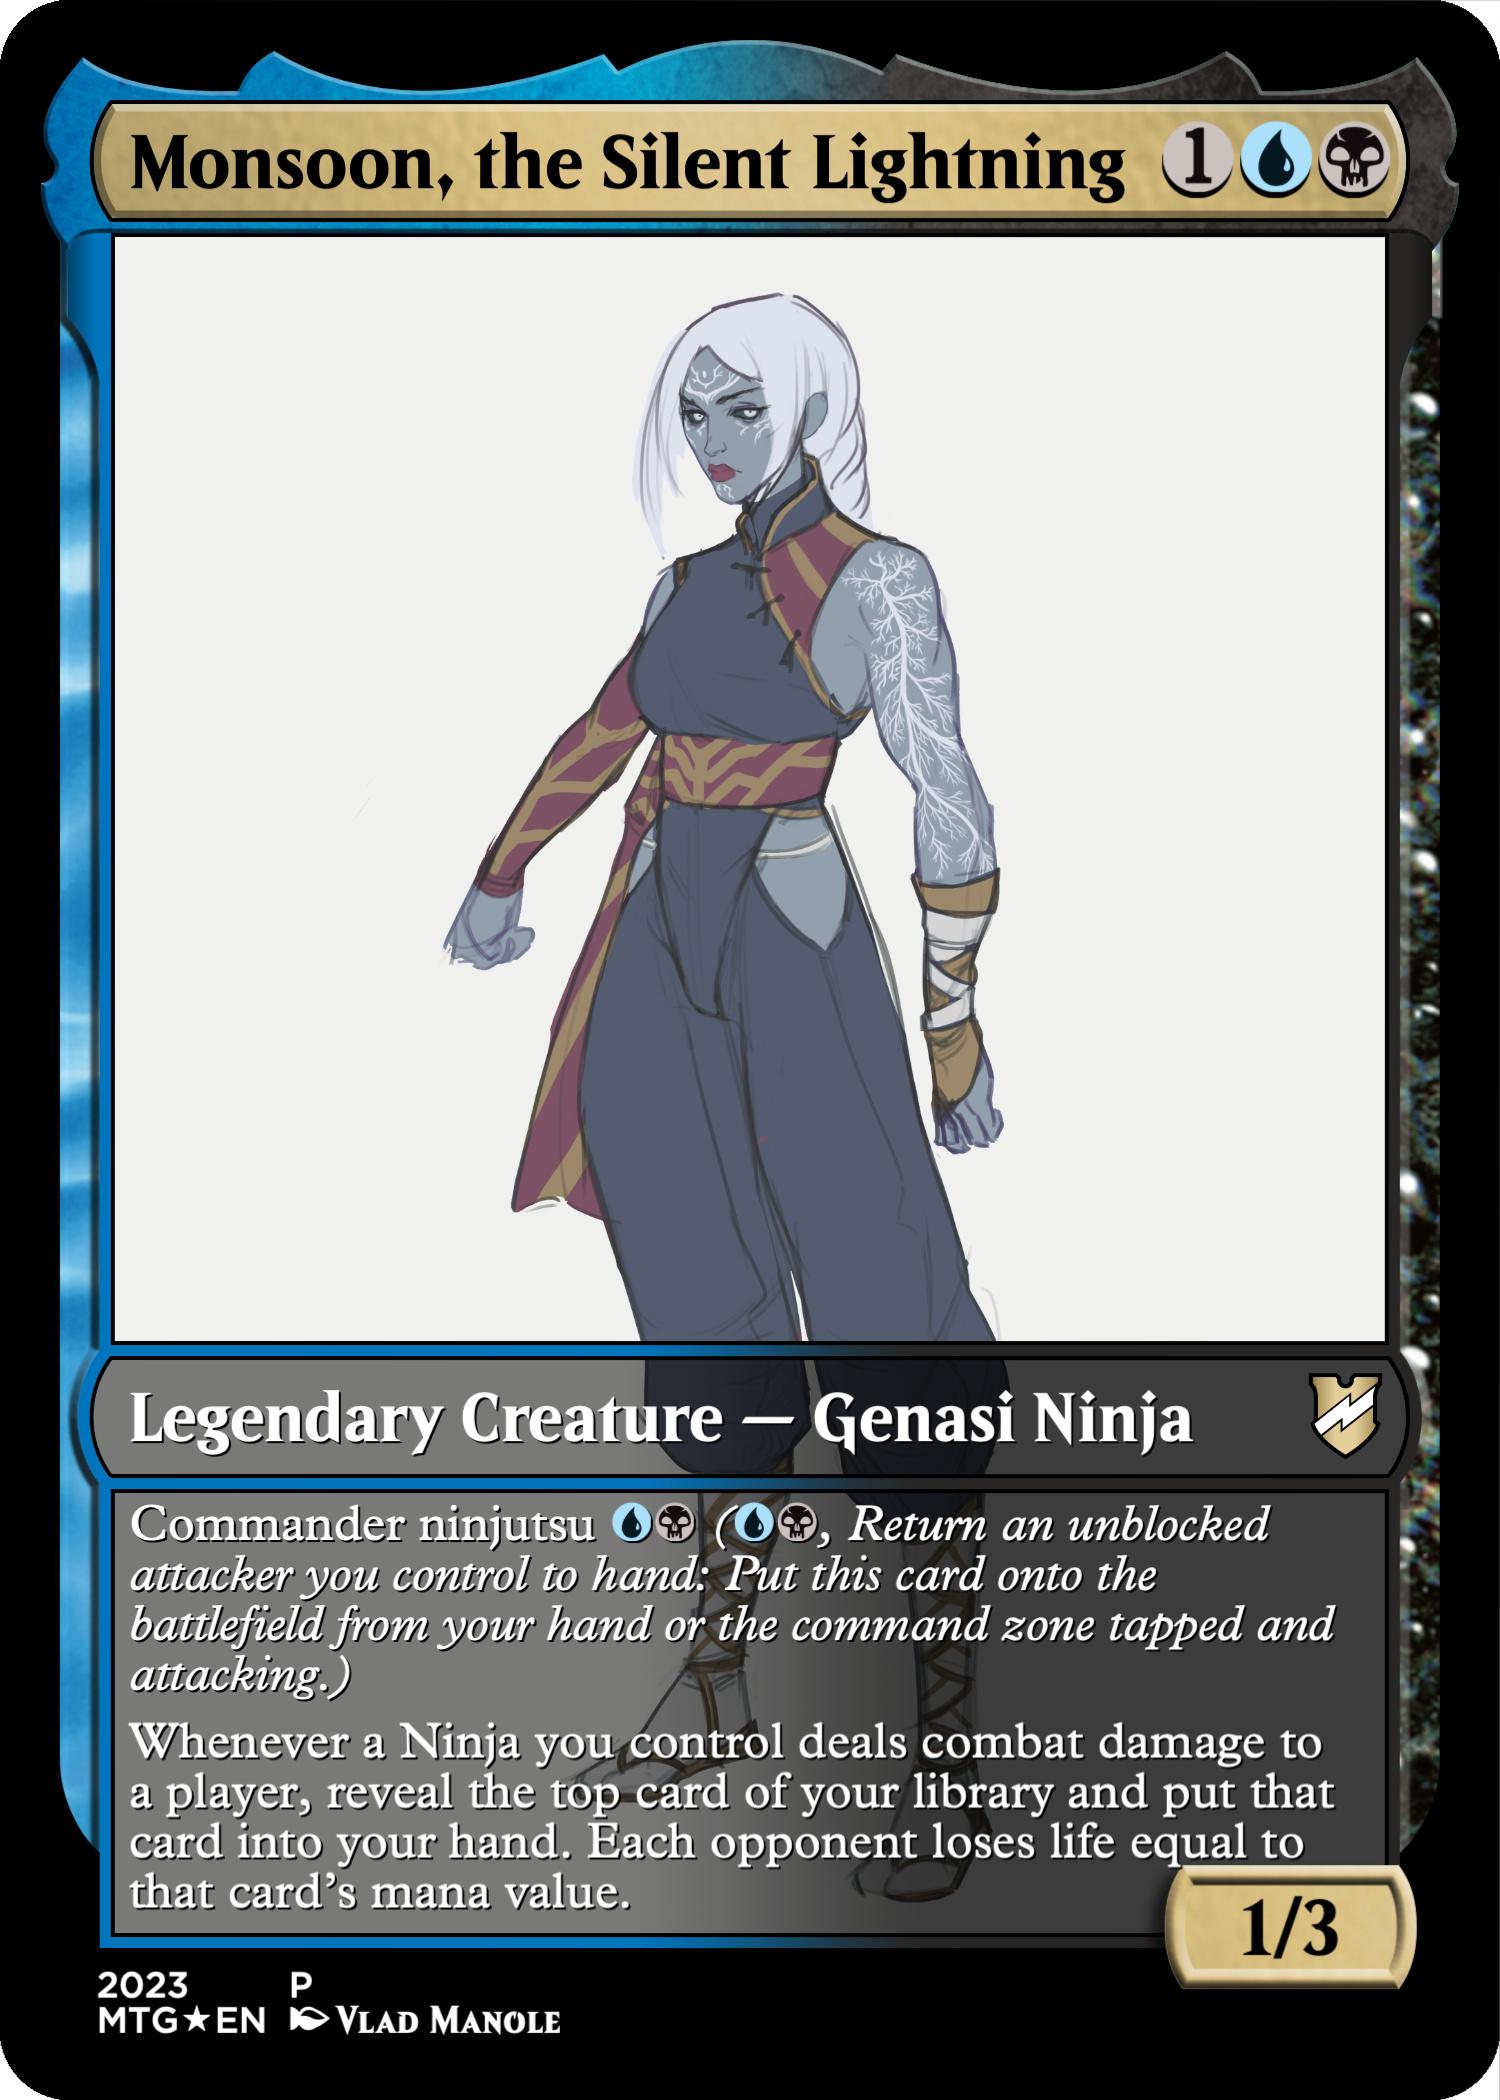 Monsoon, the Silent Lightning 1
Legendary Creature — Genasi Ninja
Commander ninjutsu (, Return an unblocked
attacker you control to hand: Put this card onto the
battlefield from your hand or the command zone tapped and
attacking.)
Whenever a Ninja you control deals combat damage to
a player, reveal the top card of your library and put that
card into your hand. Each opponent loses life equal to
that card's mana value.
1/3
2023 P
MTG★EN VLAD MANOLE